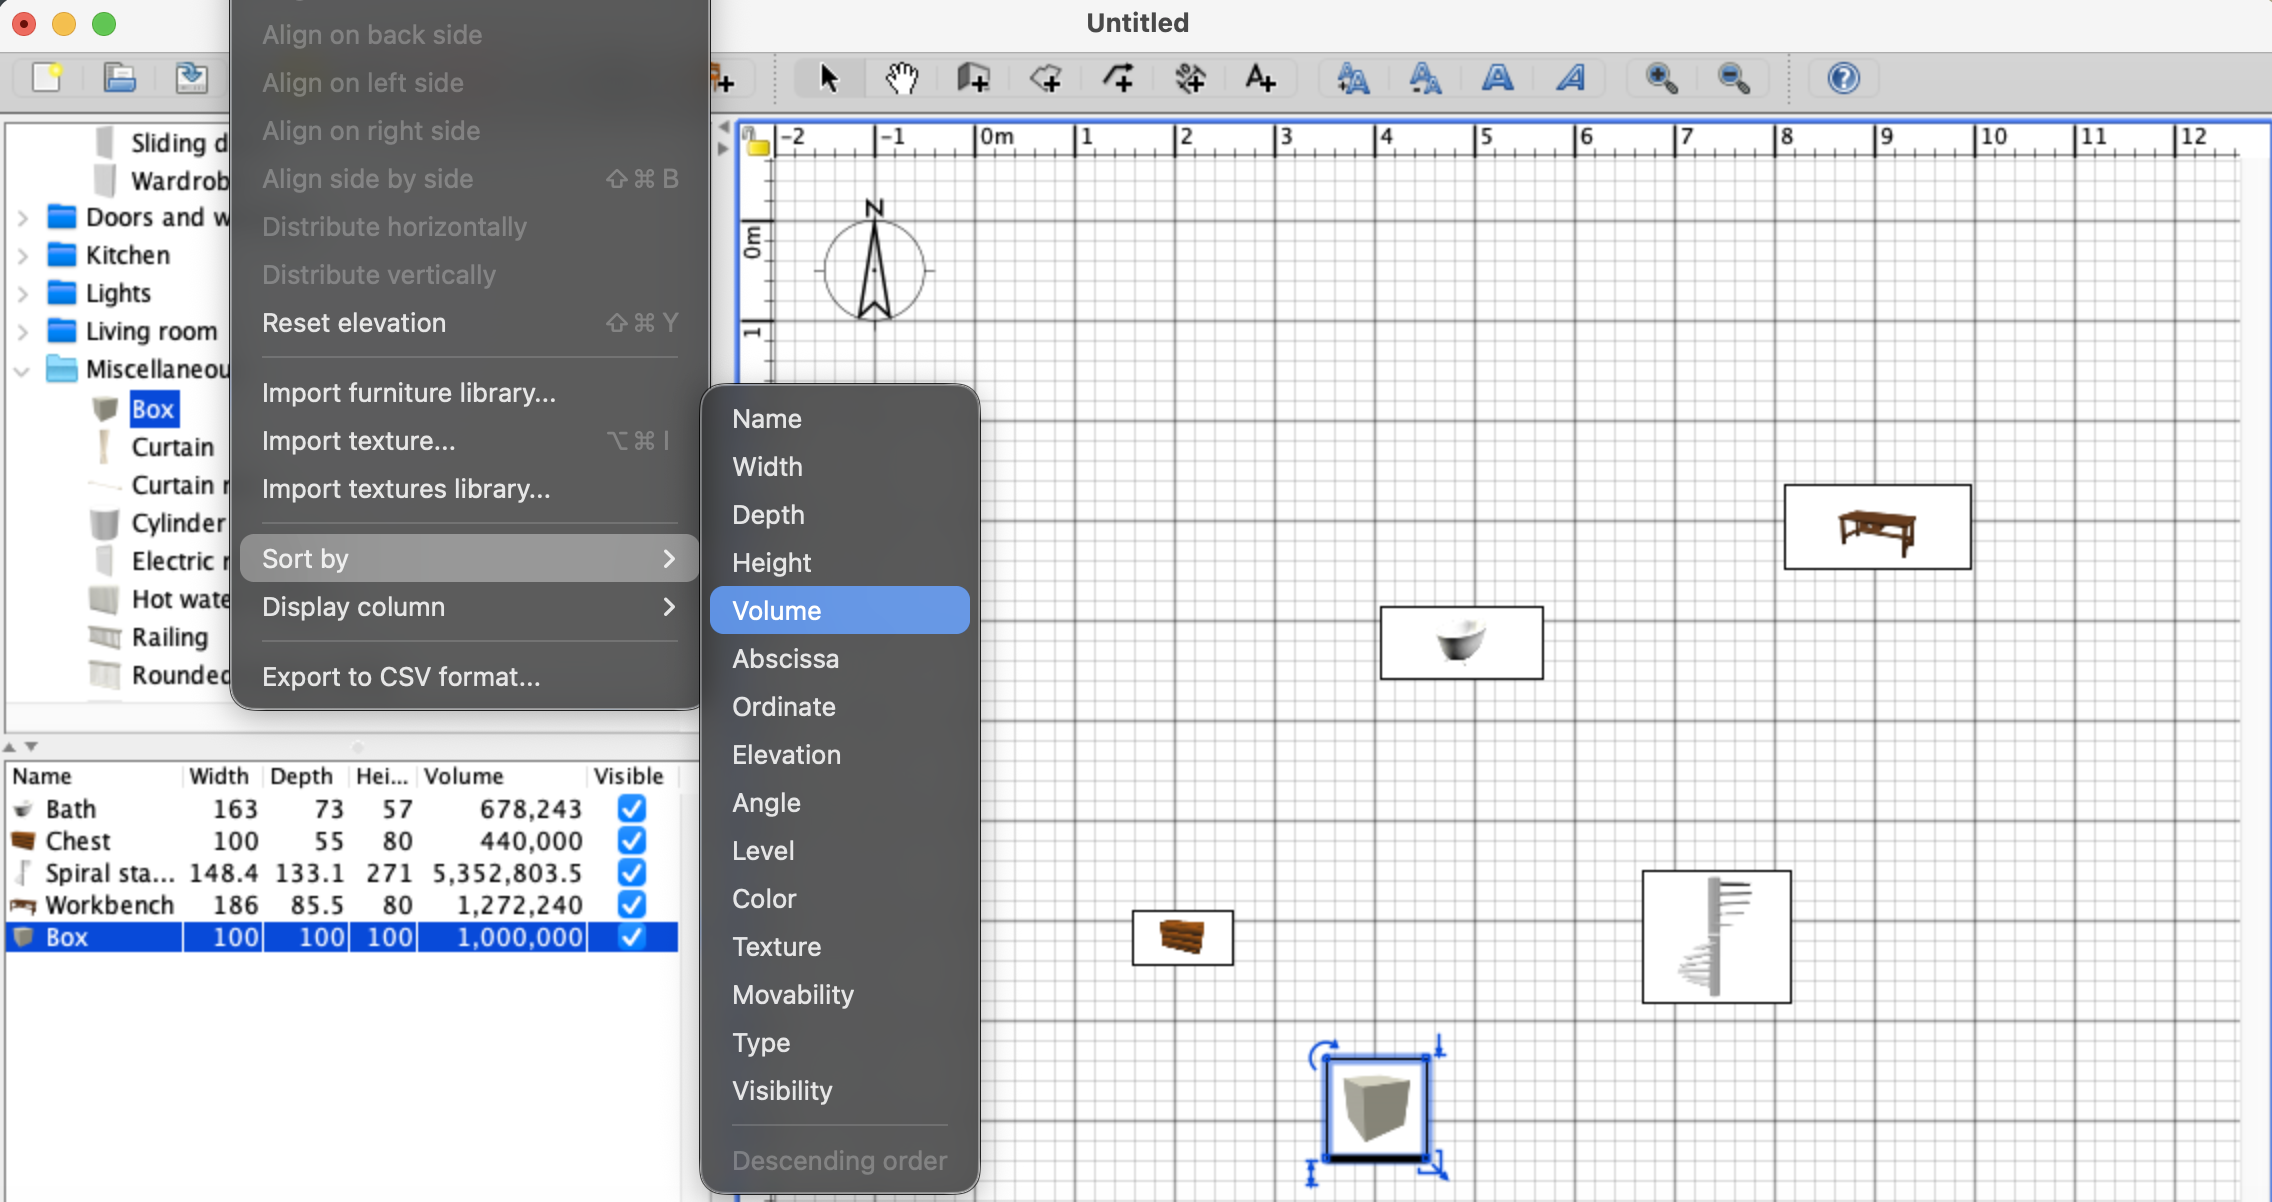 Untitled
Align on back side
Align on left side
Align on right side
Align side by side ⇧⌘B
Distribute horizontally
Distribute vertically
Reset elevation ⇧⌘Y
Import furniture library...
Import texture... ⌥⌘I
Import textures library...
Sort by
Display column
Export to CSV format...
Name
Width
Depth
Height
Volume
Abscissa
Ordinate
Elevation
Angle
Level
Color
Texture
Movability
Type
Visibility
Descending order
Sliding d
Wardrob
Doors and w
Kitchen
Lights
Living room
Miscellaneou
Box
Curtain
Curtain r
Cylinder
Electric r
Hot wate
Railing
Rounded
Name Width Depth Hei... Volume Visible
Bath 163 73 57 678,243
Chest 100 55 80 440,000
Spiral sta... 148.4 133.1 271 5,352,803.5
Workbench 186 85.5 80 1,272,240
Box 100 100 100 1,000,000
-2 -1 0m 1 2 3 4 5 6 7 8 9 10 11 12
0m
1
N